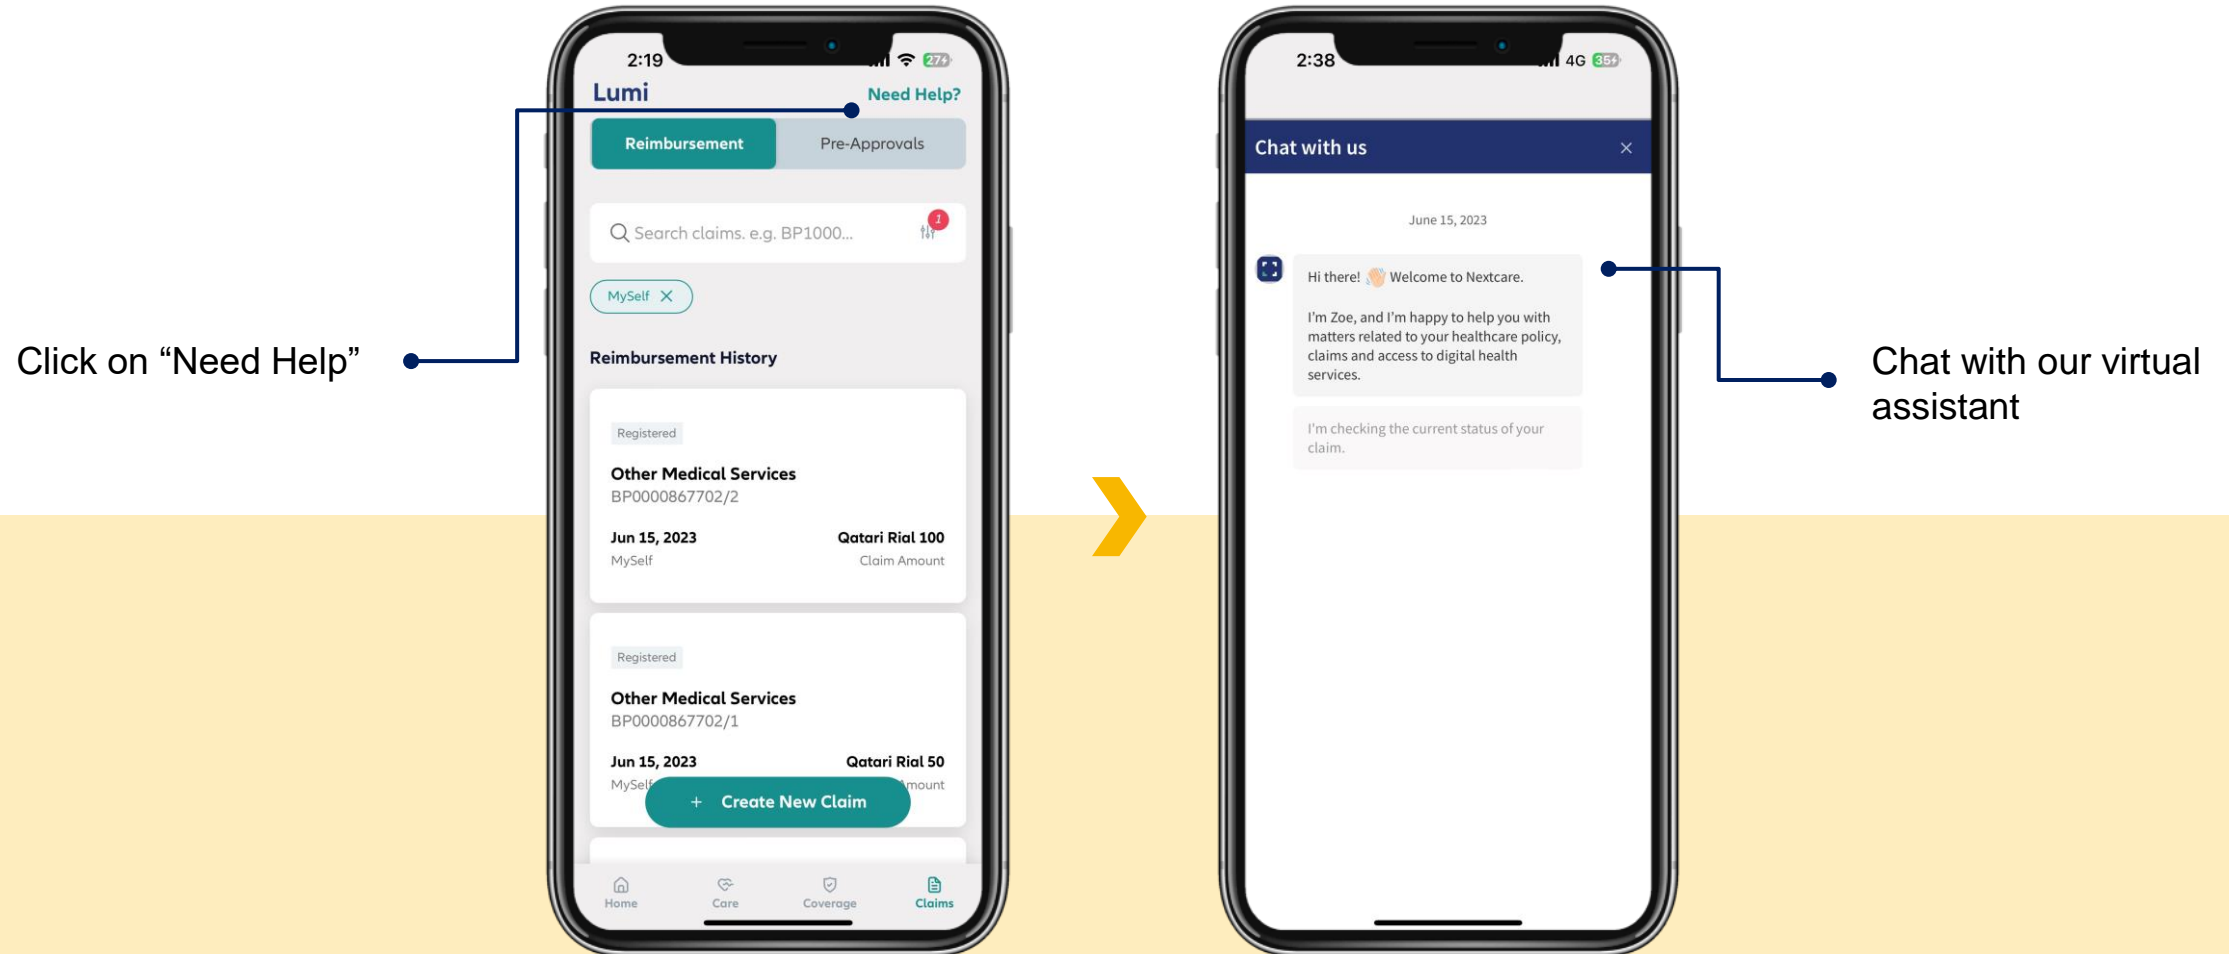 Click on “Need Help”
2:19
27
Lumi
Need Help?
Reimbursement
Pre-Approvals
Search claims. e.g. BP1000...
1
MySelf
Reimbursement History
Registered
Other Medical Services
BP0000867702/2
Jun 15, 2023
Qatari Rial 100
MySelf
Claim Amount
Registered
Other Medical Services
BP0000867702/1
Jun 15, 2023
Qatari Rial 50
MySelf
mount
+ Create New Claim
Home
Care
Coverage
Claims
2:38
4G
35
Chat with us
June 15, 2023
Hi there! 👋🏻 Welcome to Nextcare.
I'm Zoe, and I'm happy to help you with
matters related to your healthcare policy,
claims and access to digital health
services.
I'm checking the current status of your
claim.
Chat with our virtual
assistant